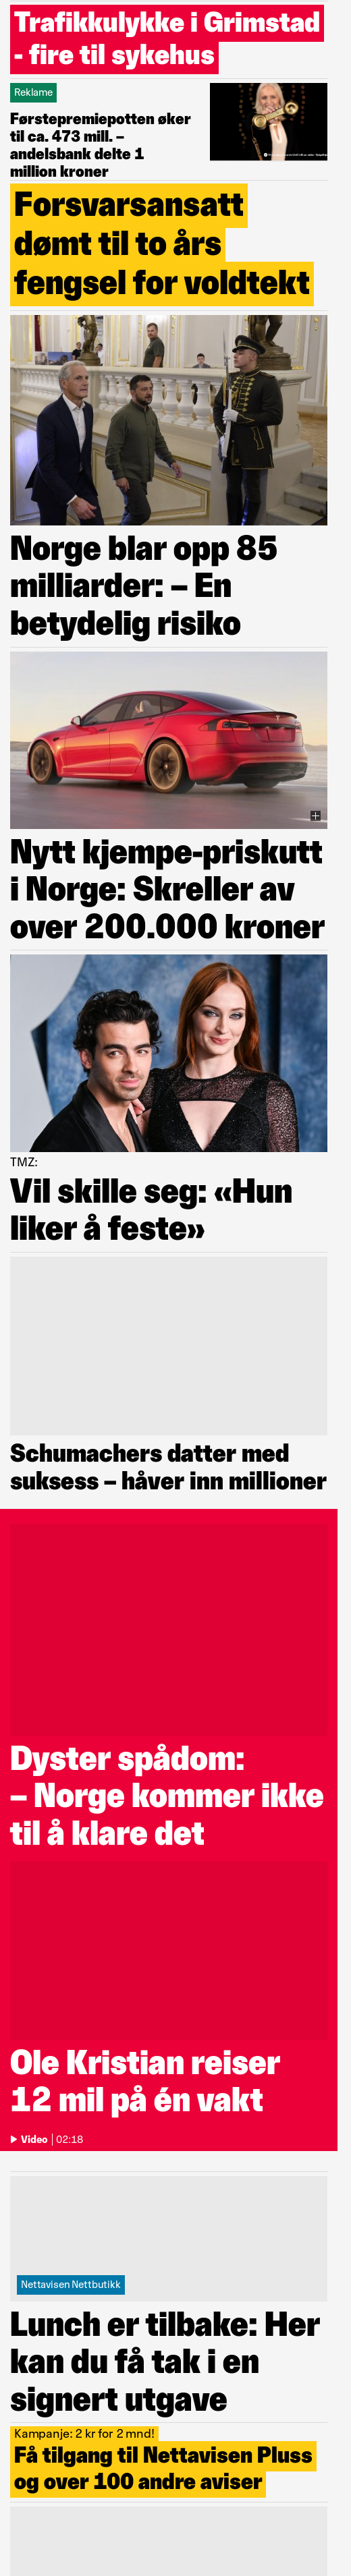 Trafikkulykke i Grimstad
- fire til sykehus
Reklame
Førstepremiepotten øker
til ca. 473 mill. –
andelsbank delte 1
million kroner
Forsvarsansatt
dømt til to års
fengsel for voldtekt
Norge blar opp 85
milliarder: – En
betydelig risiko
Nytt kjempe-priskutt
i Norge: Skreller av
over 200.000 kroner
TMZ:
Vil skille seg: «Hun
liker å feste»
Schumachers datter med
suksess – håver inn millioner
Dyster spådom:
– Norge kommer ikke
til å klare det
Ole Kristian reiser
12 mil på én vakt
Video | 02:18
Nettavisen Nettbutikk
Lunch er tilbake: Her
kan du få tak i en
signert utgave
Kampanje: 2 kr for 2 mnd!
Få tilgang til Nettavisen Pluss
og over 100 andre aviser